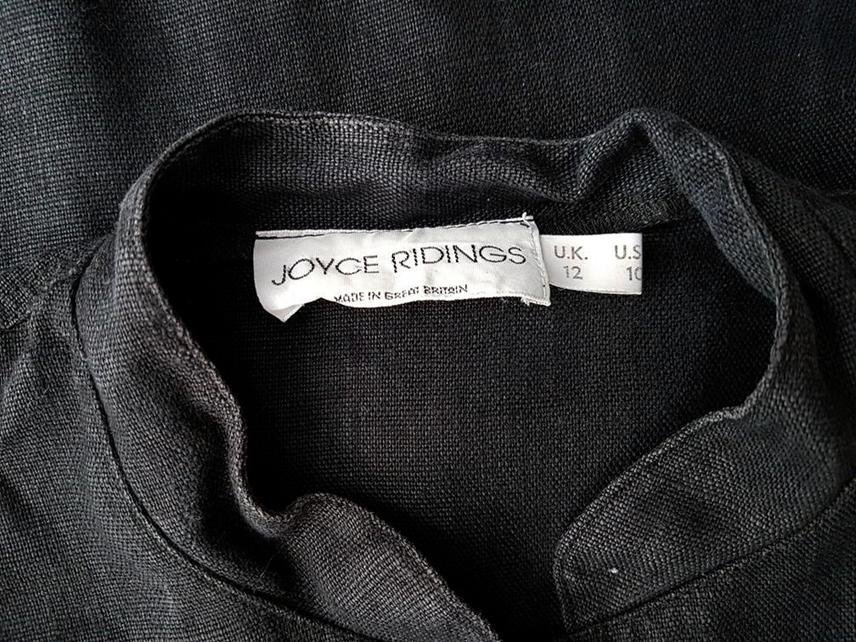 JOYCE RIDINGS
MADE IN GREAT BRITAIN
U.K. U.S
12 10